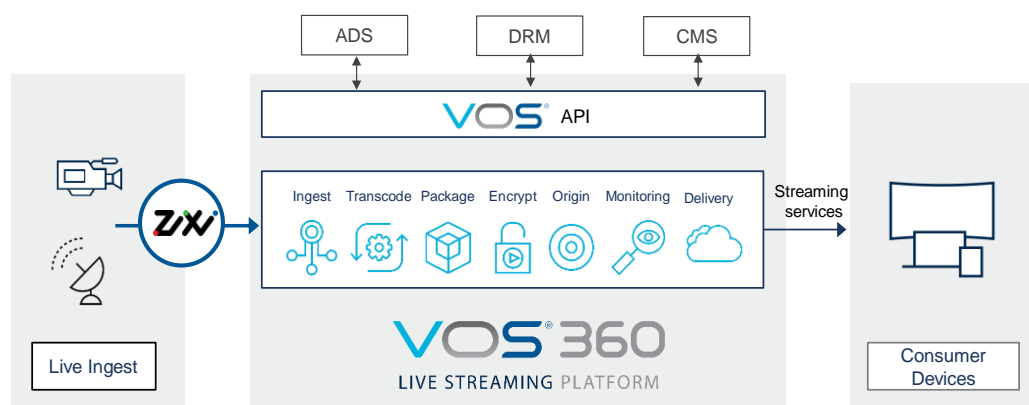 ADS
DRM
CMS
VOS® API
Ingest
Transcode
Package
Encrypt
Origin
Monitoring
Delivery
Streaming
services
ZiXi
VOS® 360
LIVE STREAMING PLATFORM
Live Ingest
Consumer
Devices